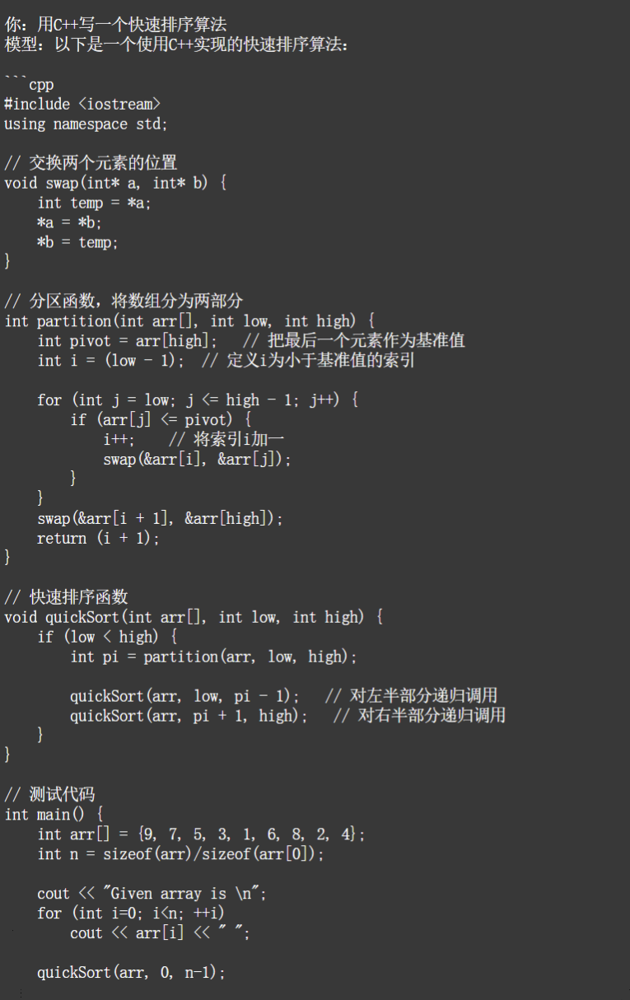 你：用C++写一个快速排序算法
模型：以下是一个使用C++实现的快速排序算法：
```cpp
#include <iostream>
using namespace std;
// 交换两个元素的位置
void swap(int* a, int* b) {
    int temp = *a;
    *a = *b;
    *b = temp;
}
// 分区函数，将数组分为两部分
int partition(int arr[], int low, int high) {
    int pivot = arr[high];   // 把最后一个元素作为基准值
    int i = (low - 1);  // 定义i为小于基准值的索引
    for (int j = low; j <= high - 1; j++) {
        if (arr[j] <= pivot) {
            i++;    // 将索引i加一
            swap(&arr[i], &arr[j]);
        }
    }
    swap(&arr[i + 1], &arr[high]);
    return (i + 1);
}
// 快速排序函数
void quickSort(int arr[], int low, int high) {
    if (low < high) {
        int pi = partition(arr, low, high);
        quickSort(arr, low, pi - 1);   // 对左半部分递归调用
        quickSort(arr, pi + 1, high);   // 对右半部分递归调用
    }
}
// 测试代码
int main() {
    int arr[] = {9, 7, 5, 3, 1, 6, 8, 2, 4};
    int n = sizeof(arr)/sizeof(arr[0]);
    cout << "Given array is \n";
    for (int i=0; i<n; ++i)
        cout << arr[i] << " ";
    quickSort(arr, 0, n-1);